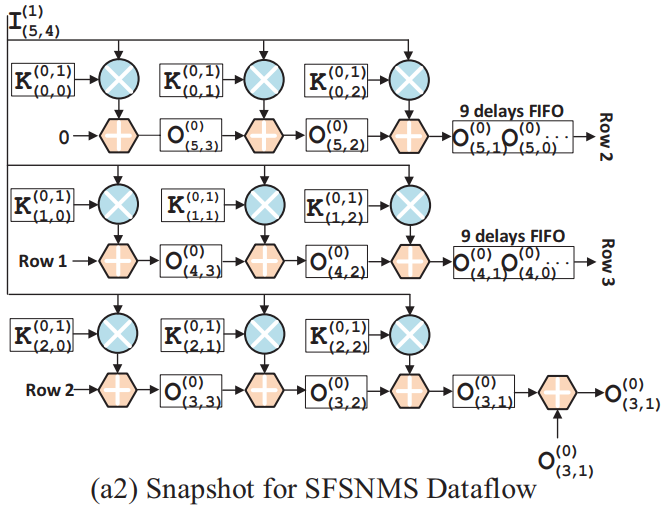 I(5,4)^(1)
K(0,0)^(0,1) K(0,1)^(0,1) K(0,2)^(0,1)
9 delays FIFO
0 O(5,3)^(0) O(5,2)^(0) O(5,1)^(0) O(5,0)^(0) ... Row 2
K(1,0)^(0,1) K(1,1)^(0,1) K(1,2)^(0,1)
9 delays FIFO
Row 1 O(4,3)^(0) O(4,2)^(0) O(4,1)^(0) O(4,0)^(0) ... Row 3
K(2,0)^(0,1) K(2,1)^(0,1) K(2,2)^(0,1)
Row 2 O(3,3)^(0) O(3,2)^(0) O(3,1)^(0) O(3,1)^(0)
O(3,1)^(0)
(a2) Snapshot for SFSNMS Dataflow